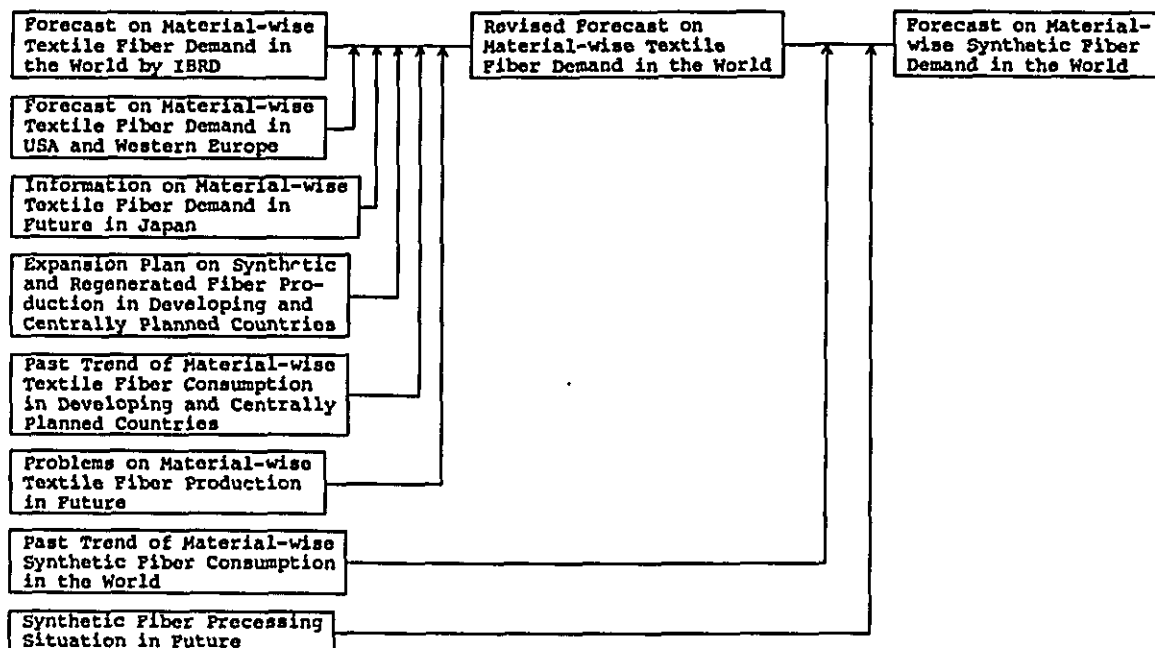 Forecast on Material-wise
Textile Fiber Demand in
the World by IBRD
Revised Forecast on
Material-wise Textile
Fiber Demand in the World
Forecast on Material-
wise Synthetic Fiber
Demand in the World
Forecast on Material-wise
Textile Fiber Demand in
USA and Western Europe
Information on Material-wise
Textile Fiber Demand in
Future in Japan
Expansion Plan on Synthetic
and Regenerated Fiber Pro-
duction in Developing and
Centrally Planned Countries
Past Trend of Material-wise
Textile Fiber Consumption
in Developing and Centrally
Planned Countries
Problems on Material-wise
Textile Fiber Production
in Future
Past Trend of Material-wise
Synthetic Fiber Consumption
in the World
Synthetic Fiber Precessing
Situation in Future